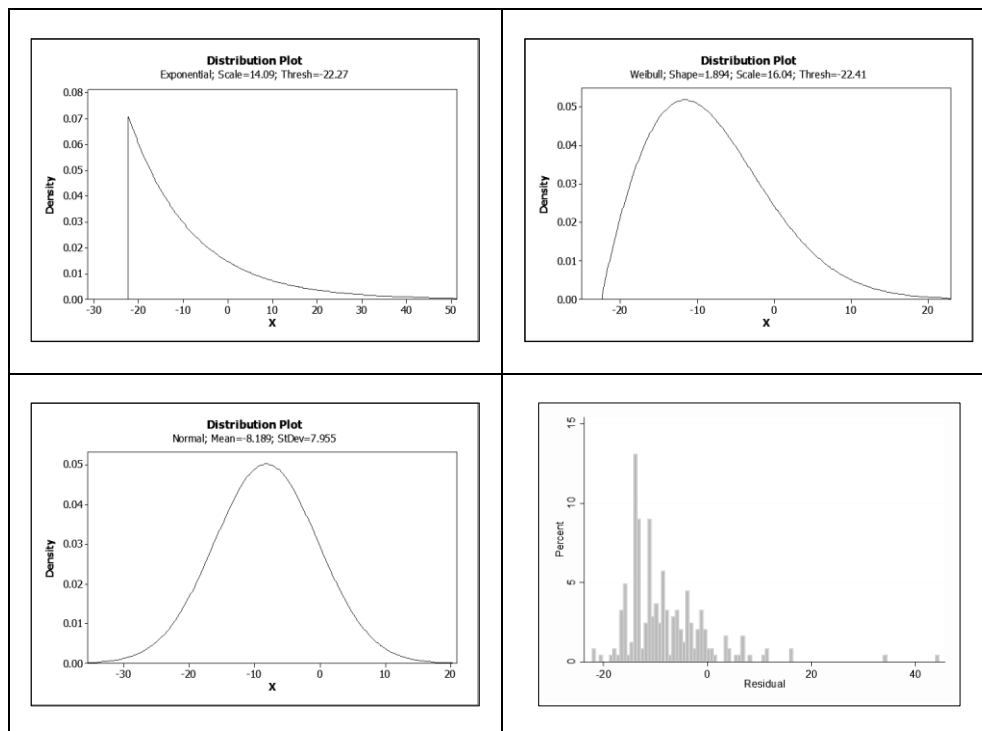 Distribution Plot
Exponential; Scale=14.09; Thresh=-22.27
0.08
0.07
0.06
0.05
0.04
0.03
0.02
0.01
0.00
Density
-30 -20 -10 0 10 20 30 40 50
X
Distribution Plot
Weibull; Shape=1.894; Scale=16.04; Thresh=-22.41
0.05
0.04
0.03
0.02
0.01
0.00
Density
-20 -10 0 10 20
X
Distribution Plot
Normal; Mean=-8.189; StDev=7.955
0.05
0.04
0.03
0.02
0.01
0.00
Density
-30 -20 -10 0 10 20
X
15
10
5
0
Percent
-20 0 20 40
Residual